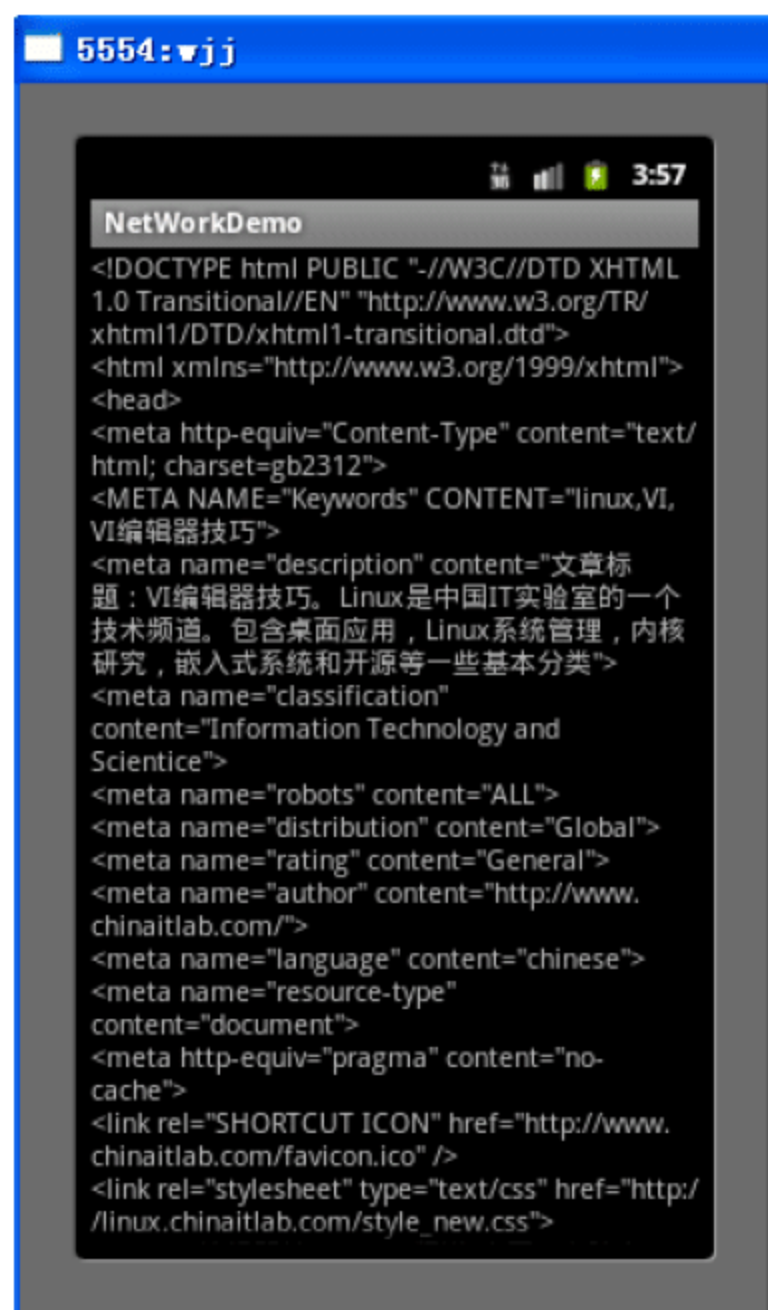 5554:wjj
3:57
NetWorkDemo
<!DOCTYPE html PUBLIC "-//W3C//DTD XHTML
1.0 Transitional//EN" "http://www.w3.org/TR/
xhtml1/DTD/xhtml1-transitional.dtd">
<html xmlns="http://www.w3.org/1999/xhtml">
<head>
<meta http-equiv="Content-Type" content="text/
html; charset=gb2312">
<META NAME="Keywords" CONTENT="linux,VI,
VI编辑器技巧">
<meta name="description" content="文章标
题：VI编辑器技巧。Linux是中国IT实验室的一个
技术频道。包含桌面应用，Linux系统管理，内核
研究，嵌入式系统和开源等一些基本分类">
<meta name="classification"
content="Information Technology and
Scientice">
<meta name="robots" content="ALL">
<meta name="distribution" content="Global">
<meta name="rating" content="General">
<meta name="author" content="http://www.
chinaitlab.com/">
<meta name="language" content="chinese">
<meta name="resource-type"
content="document">
<meta http-equiv="pragma" content="no-
cache">
<link rel="SHORTCUT ICON" href="http://www.
chinaitlab.com/favicon.ico" />
<link rel="stylesheet" type="text/css" href="http:/
/linux.chinaitlab.com/style_new.css">